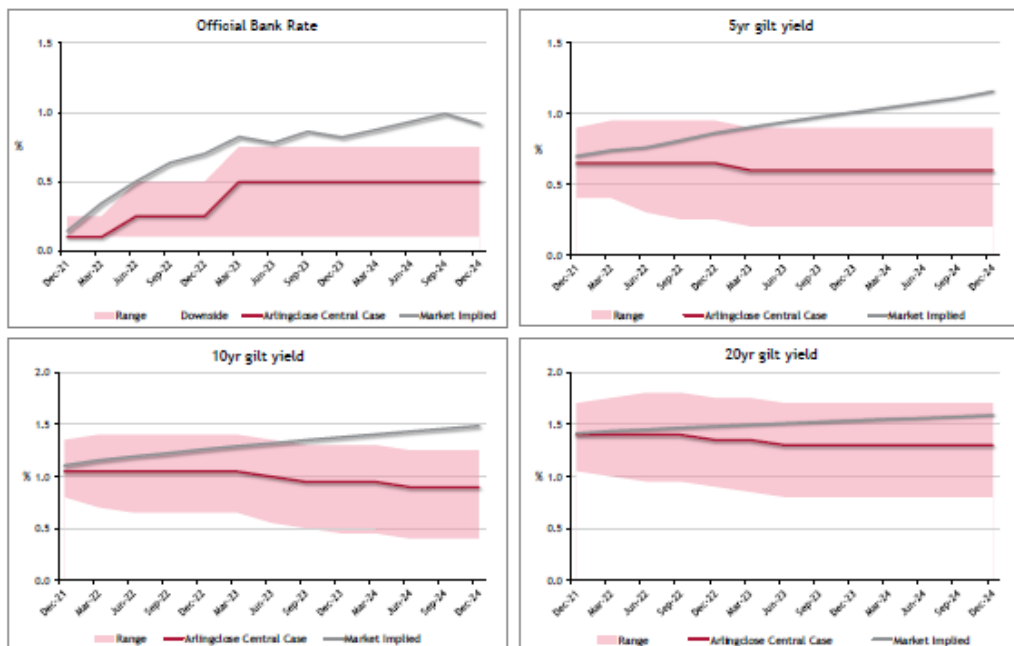 Official Bank Rate
1.5
1.0
%
0.5
0.0
Dec-21 Mar-22 Jun-22 Sep-22 Dec-22 Mar-23 Jun-23 Sep-23 Dec-23 Mar-24 Jun-24 Sep-24 Dec-24
Range Downside Arlingclose Central Case Market Implied
5yr gilt yield
1.5
1.0
%
0.5
0.0
Dec-21 Mar-22 Jun-22 Sep-22 Dec-22 Mar-23 Jun-23 Sep-23 Dec-23 Mar-24 Jun-24 Sep-24 Dec-24
Range Arlingclose Central Case Market Implied
10yr gilt yield
2.0
1.5
1.0
%
0.5
0.0
Dec-21 Mar-22 Jun-22 Sep-22 Dec-22 Mar-23 Jun-23 Sep-23 Dec-23 Mar-24 Jun-24 Sep-24 Dec-24
Range Arlingclose Central Case Market Implied
20yr gilt yield
2.0
1.5
1.0
%
0.5
0.0
Dec-21 Mar-22 Jun-22 Sep-22 Dec-22 Mar-23 Jun-23 Sep-23 Dec-23 Mar-24 Jun-24 Sep-24 Dec-24
Range Arlingclose Central Case Market Implied